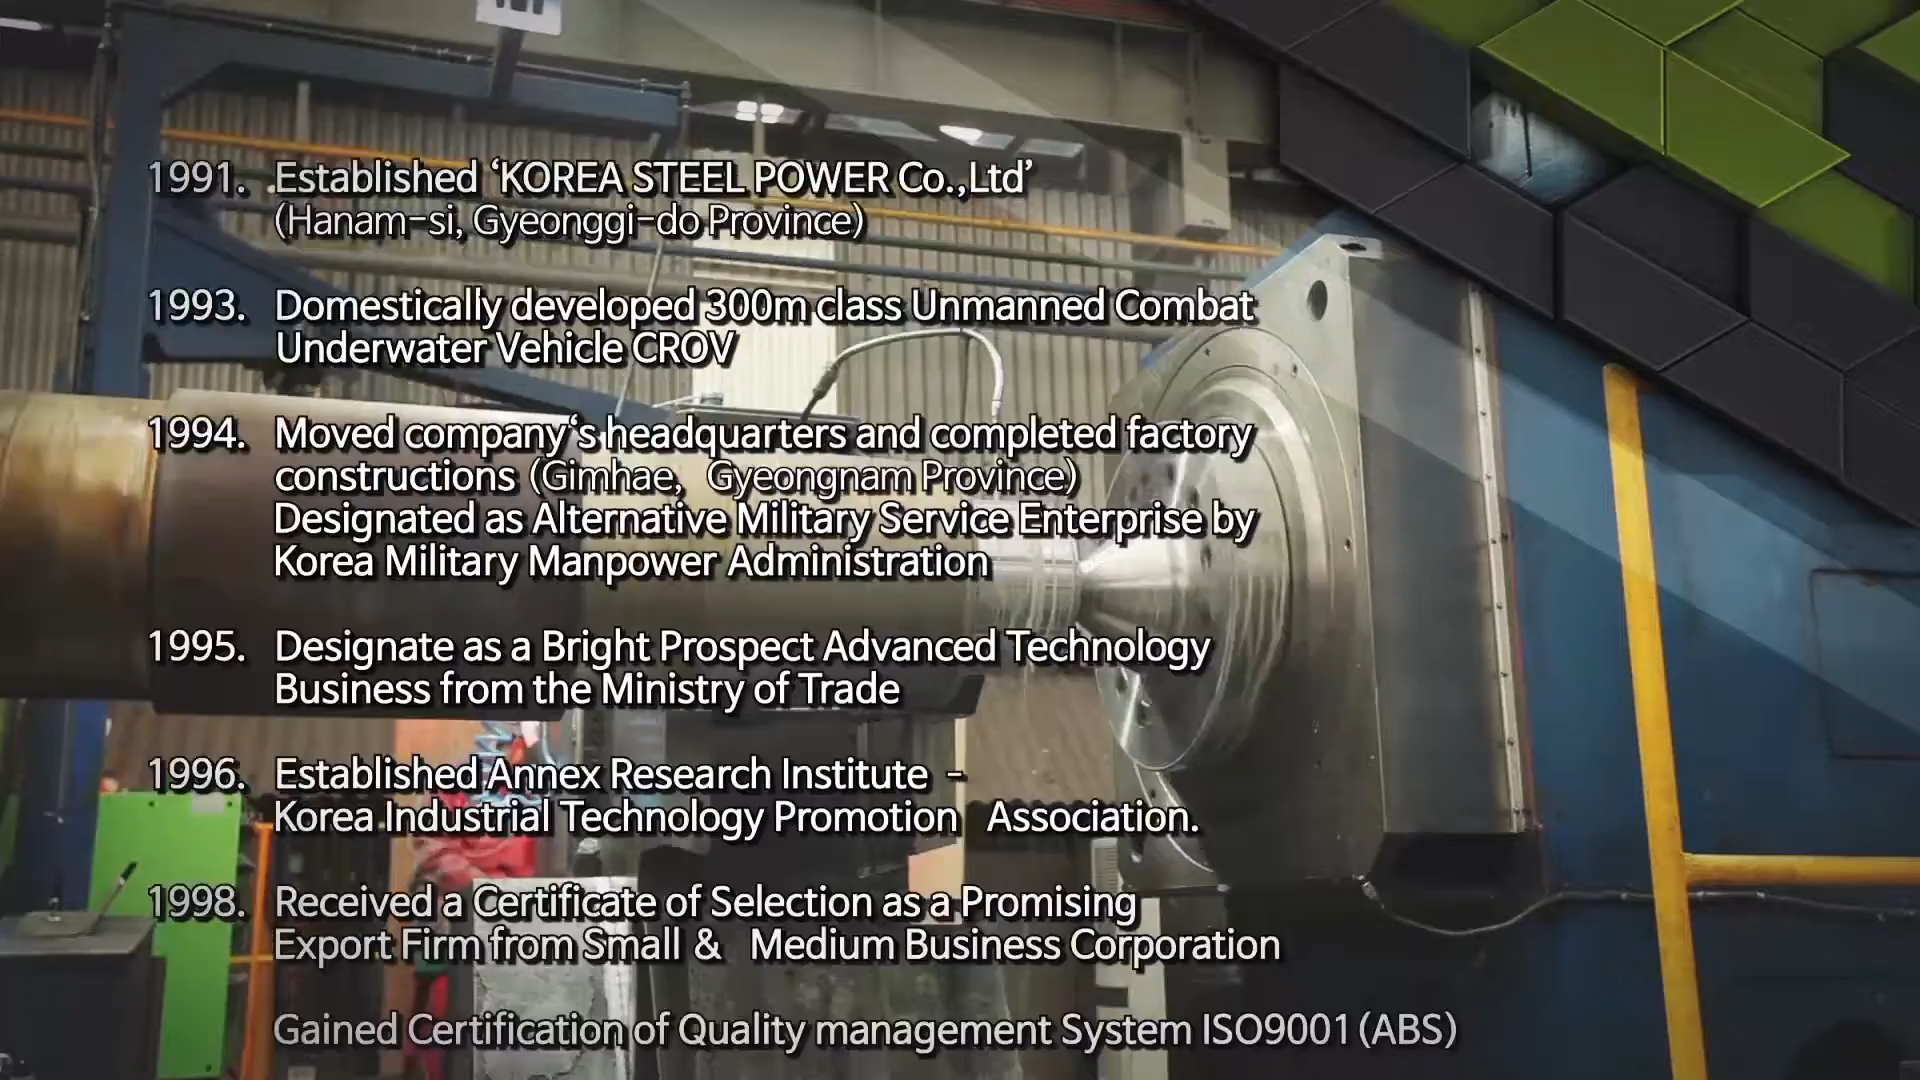 1991. Established ‘KOREA STEEL POWER Co.,Ltd’
(Hanam-si, Gyeonggi-do Province)
1993. Domestically developed 300m class Unmanned Combat
Underwater Vehicle CROV
1994. Moved company‘s headquarters and completed factory
constructions (Gimhae, Gyeongnam Province)
Designated as Alternative Military Service Enterprise by
Korea Military Manpower Administration
1995. Designate as a Bright Prospect Advanced Technology
Business from the Ministry of Trade
1996. Established Annex Research Institute -
Korea Industrial Technology Promotion Association.
1998. Received a Certificate of Selection as a Promising
Export Firm from Small & Medium Business Corporation
Gained Certification of Quality management System ISO9001(ABS)